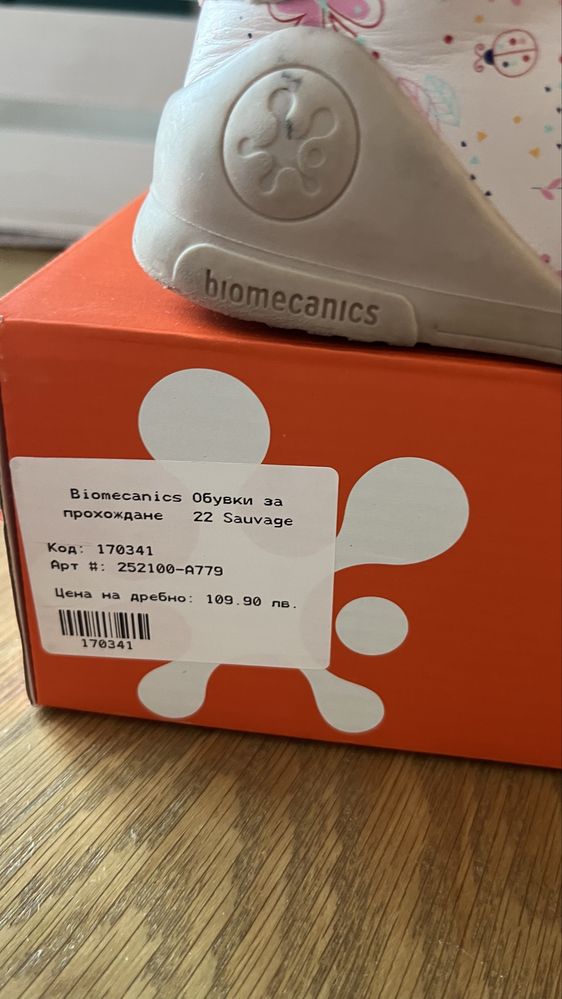 biomecanics
Biomecanics Обувки за
прохождане 22 Sauvage
Код: 170341
Арт #: 252100-A779
Цена на дребно: 109.90 лв.
170341